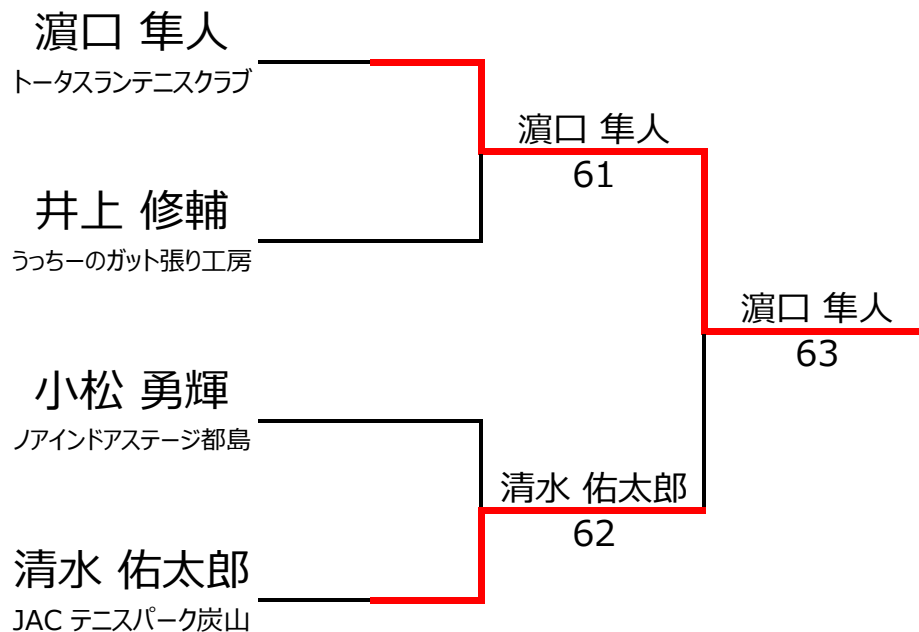 濵口 隼人
トータスランテニスクラブ
濵口 隼人
61
井上 修輔
うっちーのガット張り工房
濵口 隼人
63
小松 勇輝
ノアインドアステージ都島
清水 佑太郎
62
清水 佑太郎
JAC テニスパーク炭山